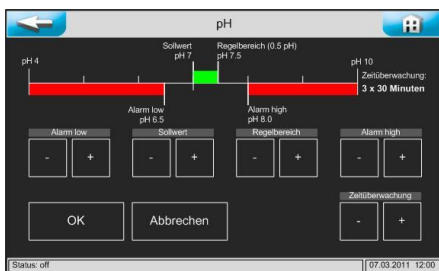 pH
Sollwert
pH 7
Regelbereich (0.5 pH)
pH 7.5
pH 4
pH 10
Zeitüberwachung:
3 x 30 Minuten
Alarm low
pH 6.5
Alarm high
pH 8.0
Alarm low
Sollwert
Regelbereich
Alarm high
- +
- +
- +
- +
Zeitüberwachung
OK
Abbrechen
- +
Status: off
07.03.2011 12:00